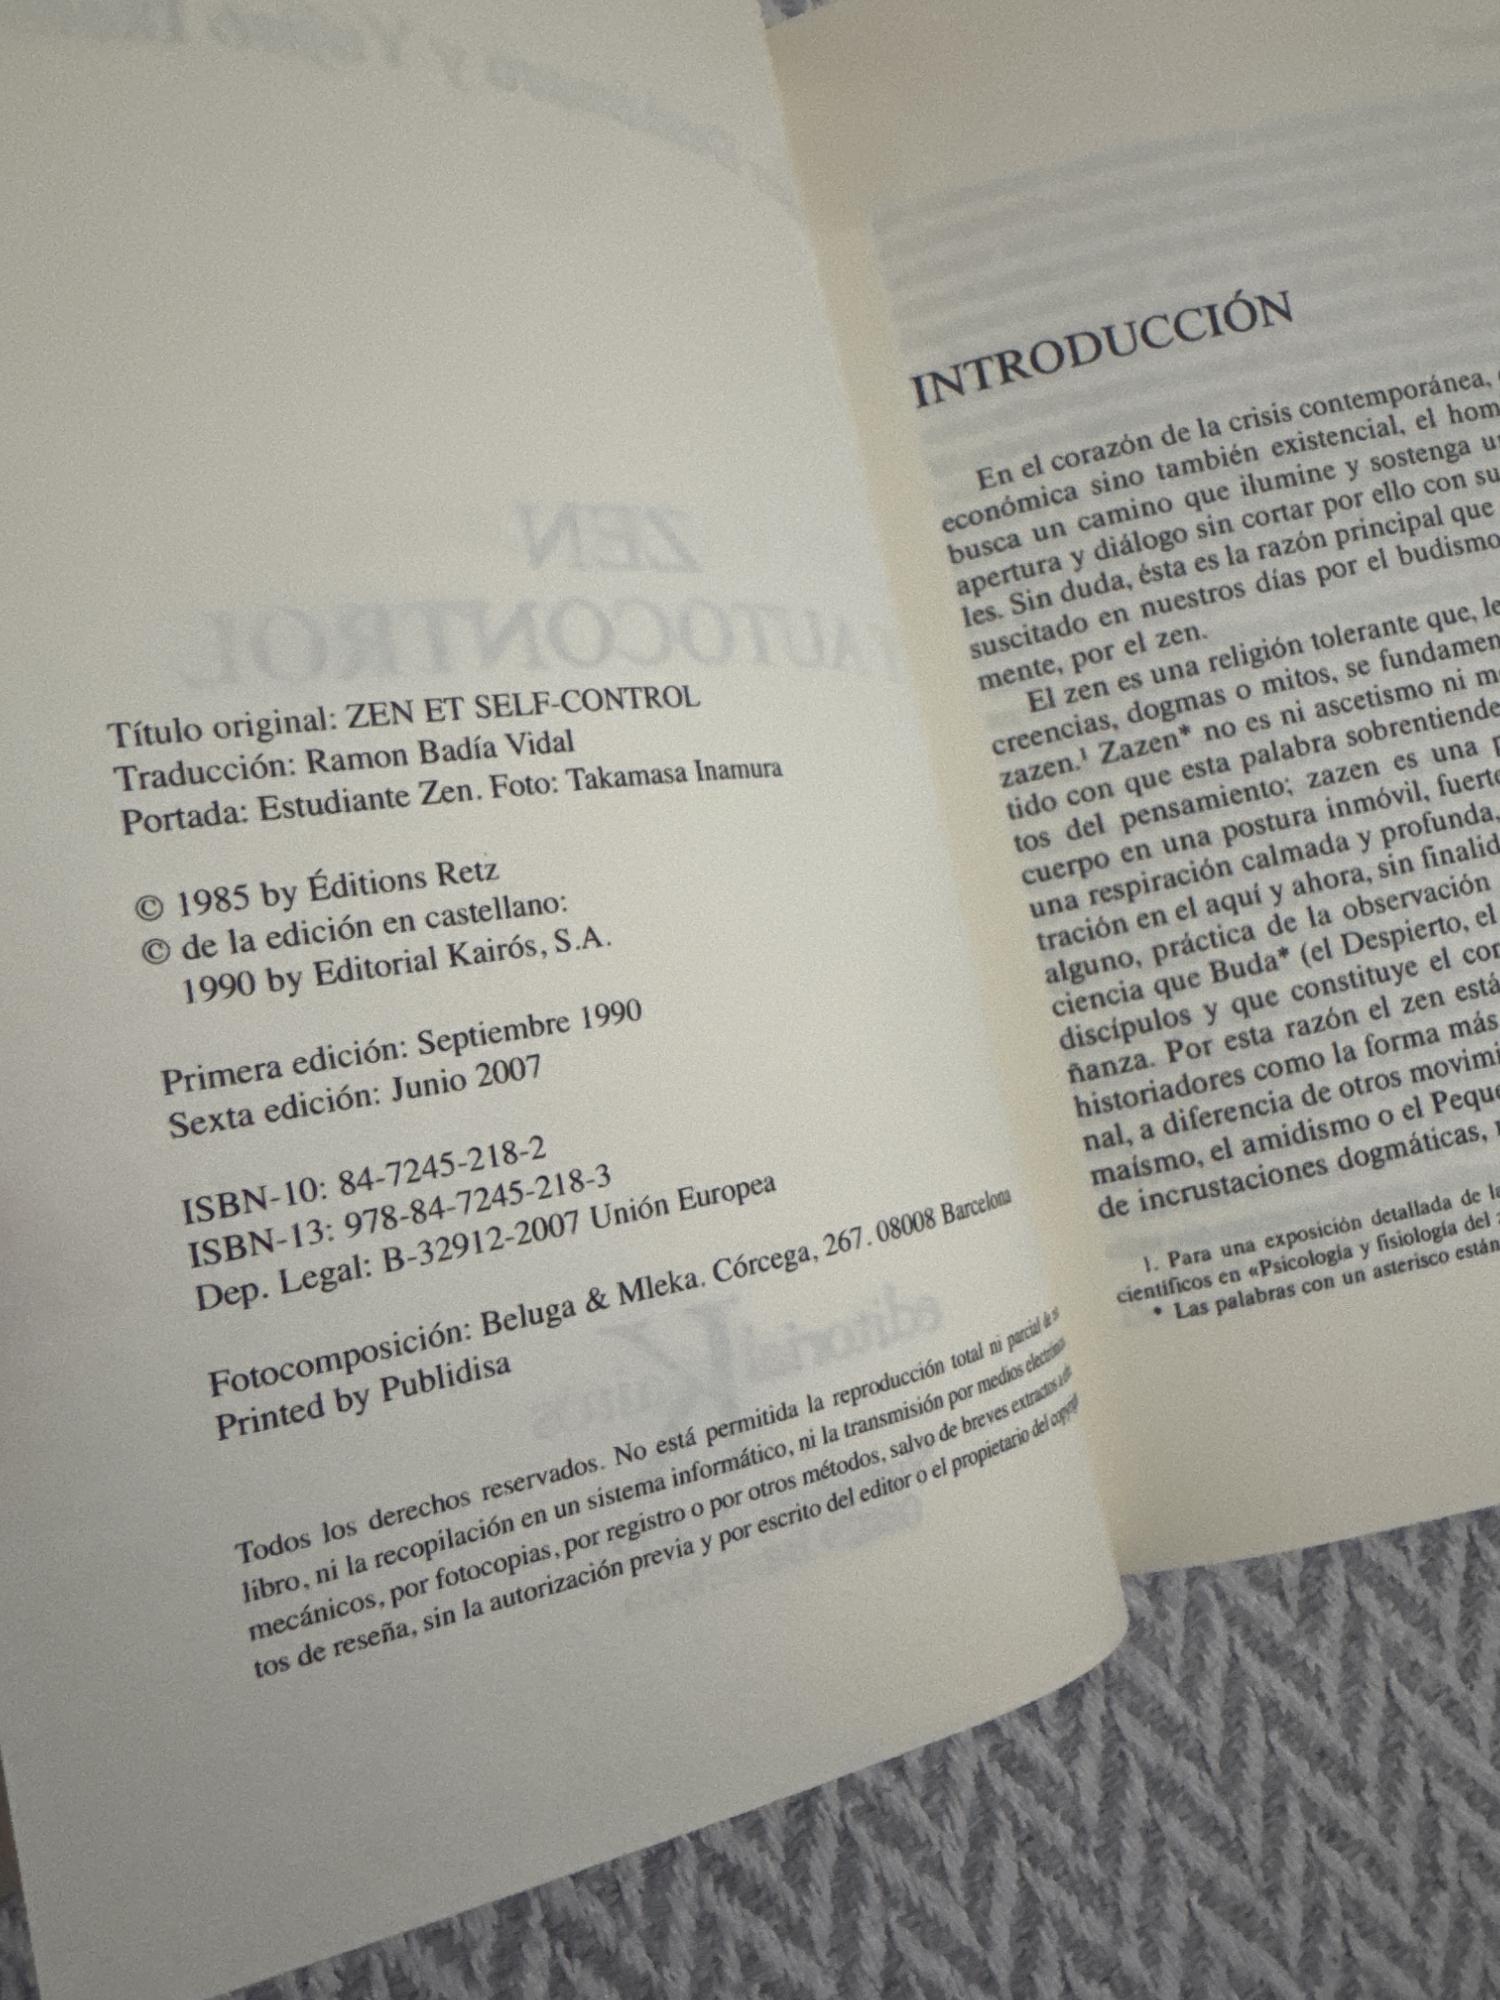 Título original: ZEN ET SELF-CONTROL
Traducción: Ramon Badía Vidal
Portada: Estudiante Zen. Foto: Takamasa Inamura
© 1985 by Éditions Retz
© de la edición en castellano:
1990 by Editorial Kairós, S.A.
Primera edición: Septiembre 1990
Sexta edición: Junio 2007
ISBN-10: 84-7245-218-2
ISBN-13: 978-84-7245-218-3
Dep. Legal: B-32912-2007 Unión Europea
Fotocomposición: Beluga & Mleka. Córcega, 267. 08008 Barcelona
Printed by Publidisa
Todos los derechos reservados. No está permitida la reproducción total ni parcial de
libro, ni la recopilación en un sistema informático, ni la transmisión por medios electrónicos
mecánicos, por fotocopias, por registro o por otros métodos, salvo de breves extractos
tos de reseña, sin la autorización previa y por escrito del editor o el propietario del
INTRODUCCIÓN
En el corazón de la crisis contemporánea,
económica sino también existencial, el hom
busca un camino que ilumine y sostenga
apertura y diálogo sin cortar por ello con su
les. Sin duda, ésta es la razón principal que
suscitado en nuestros días por el budismo
mente, por el zen.
El zen es una religión tolerante que, le
creencias, dogmas o mitos, se fundamen
zazen.¹ Zazen* no es ni ascetismo ni m
tido con que esta palabra sobrentiende
tos del pensamiento; zazen es una
cuerpo en una postura inmóvil, fuerte
una respiración calmada y profunda,
tración en el aquí y ahora, sin finalid
alguno, práctica de la observación
ciencia que Buda* (el Despierto, el
discípulos y que constituye el cor
ñanza. Por esta razón el zen está
historiadores como la forma más
nal, a diferencia de otros movimi
maísmo, el amidismo o el Peque
de incrustaciones dogmáticas,
1. Para una exposición detallada de la
científicos en «Psicología y fisiología del
* Las palabras con un asterisco están